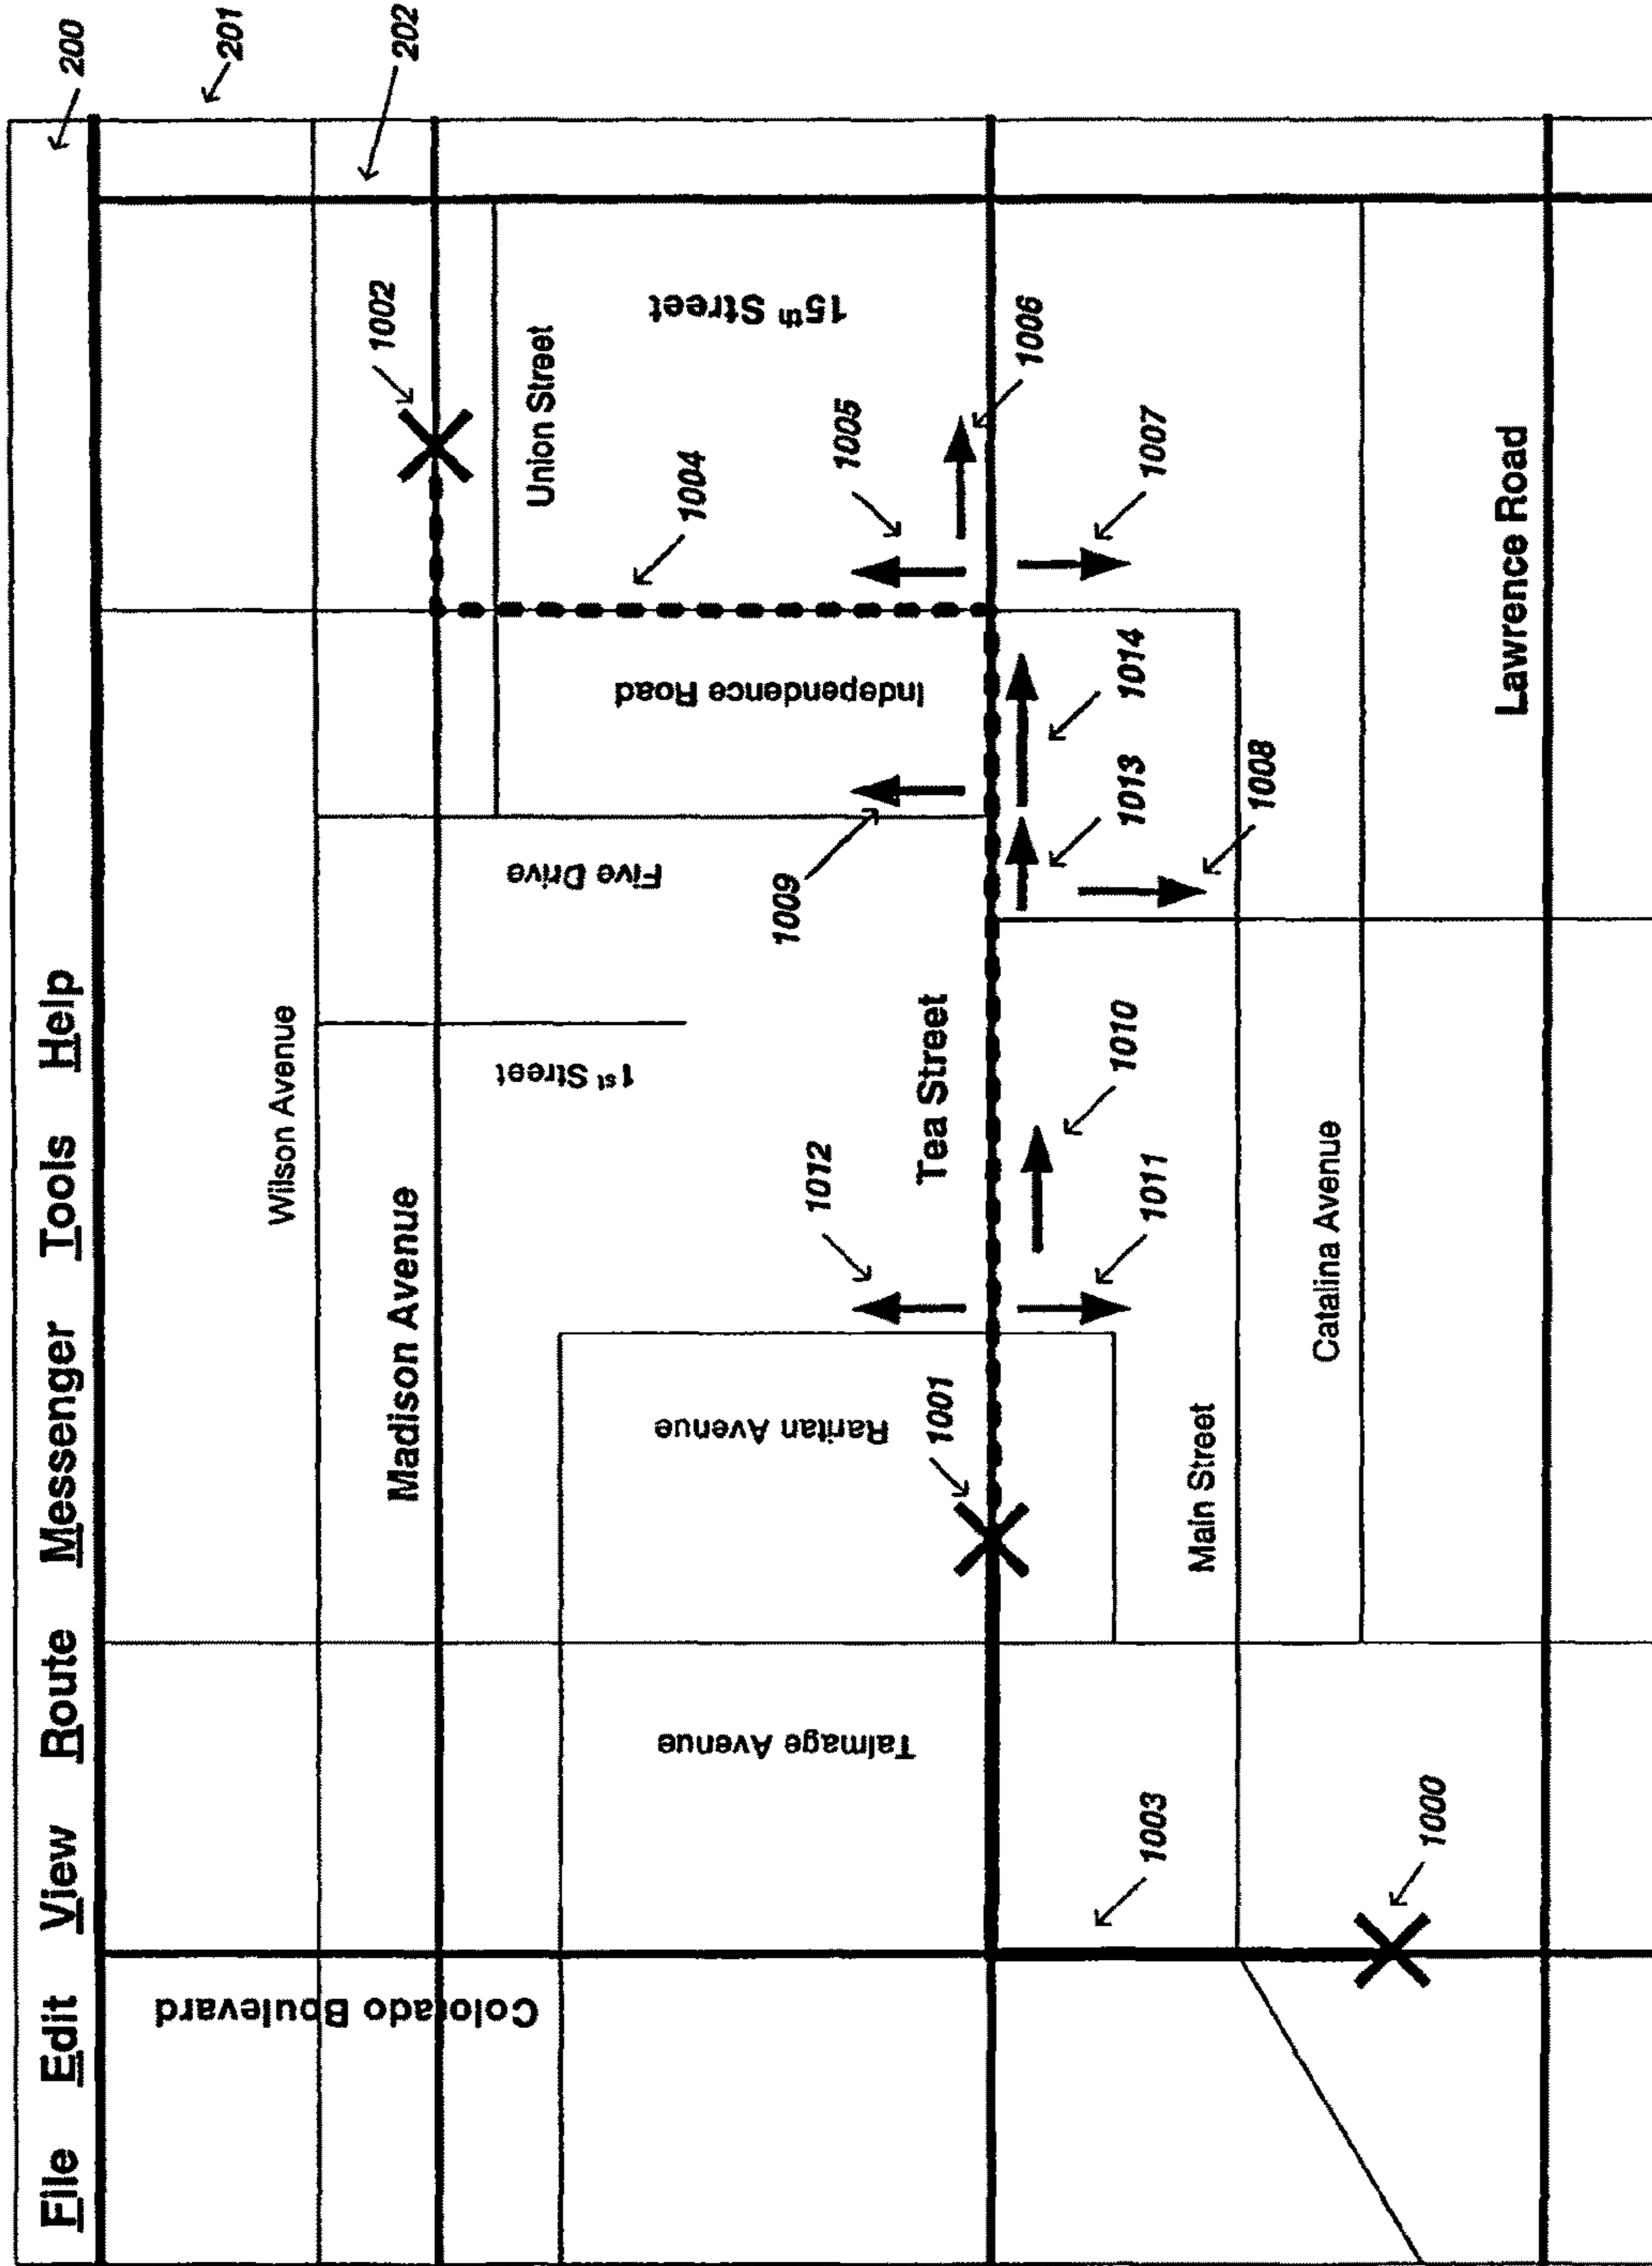 File Edit View Route Messenger Tools Help
200
201
202
Wilson Avenue
Madison Avenue
Colorado Boulevard
1002
Union Street
15th Street
1004
1005
1006
1007
Independence Road
Five Drive
1st Street
1009
1014
1013
1008
Tea Street
1012
1010
1011
Raritan Avenue
1001
Talmage Avenue
Main Street
Catalina Avenue
1003
1000
Lawrence Road